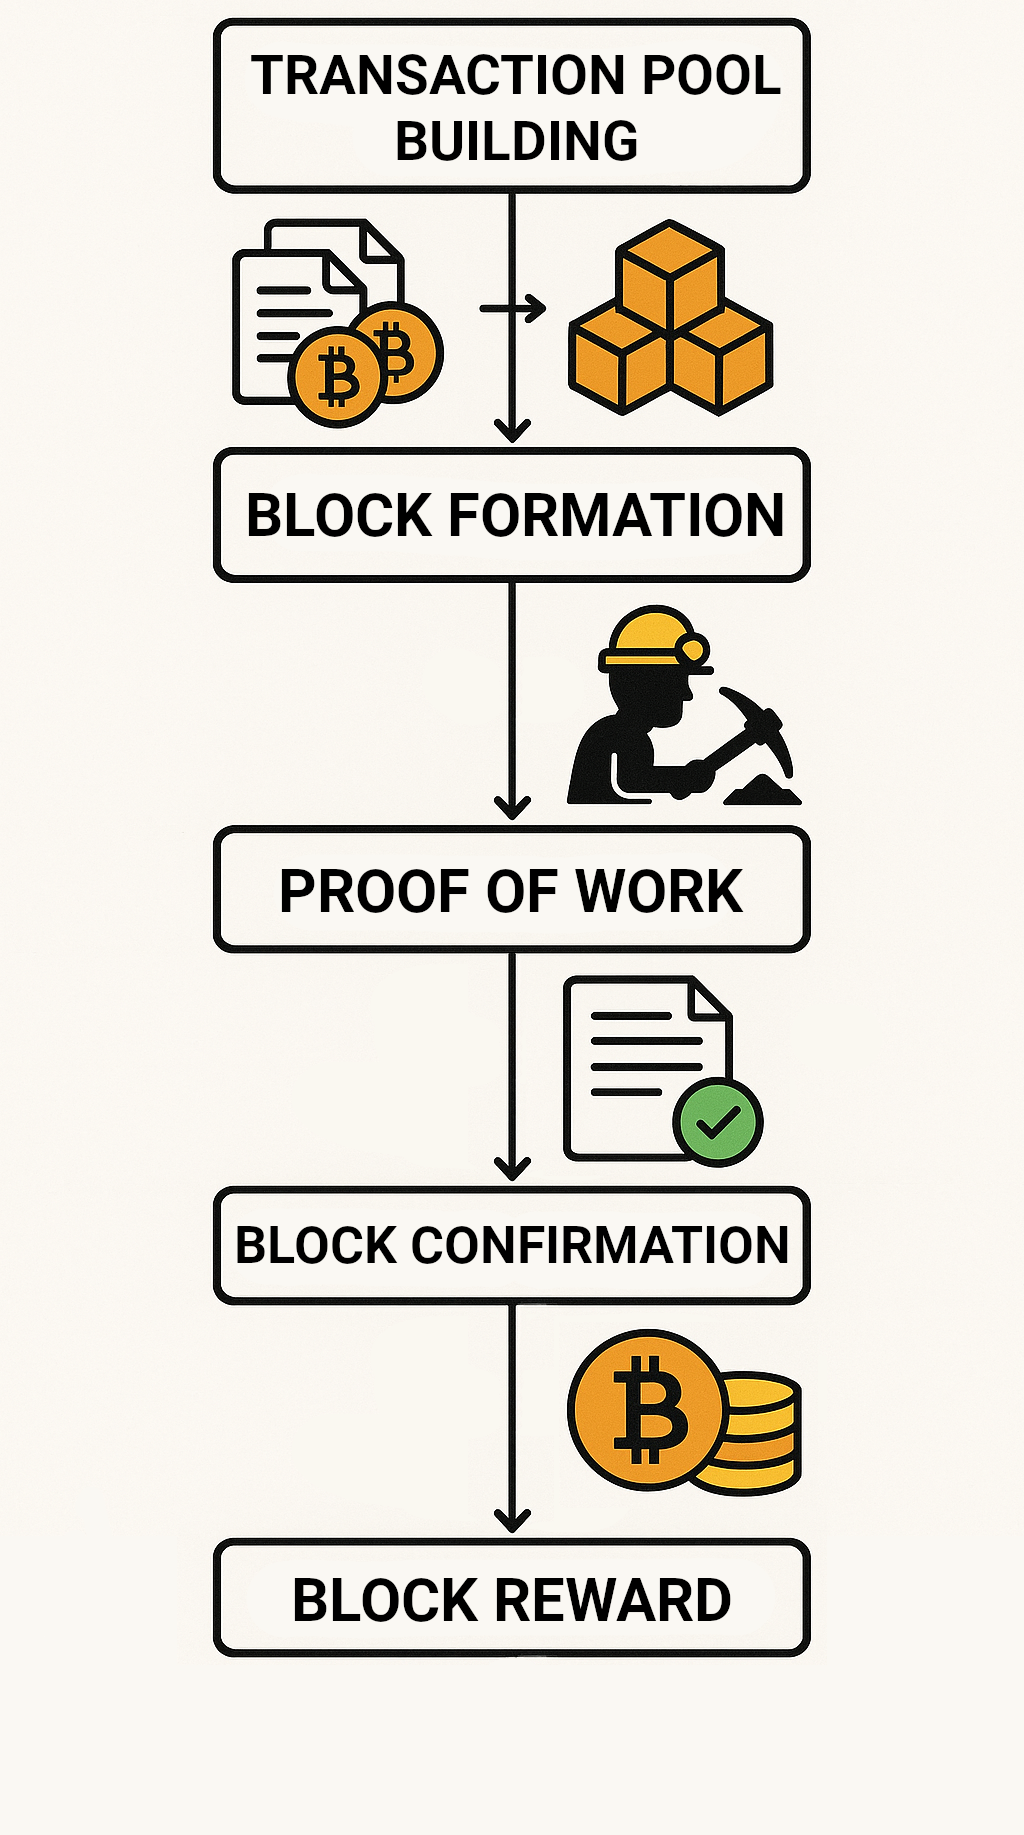 TRANSACTION POOL
BUILDING
BLOCK FORMATION
PROOF OF WORK
BLOCK CONFIRMATION
BLOCK REWARD